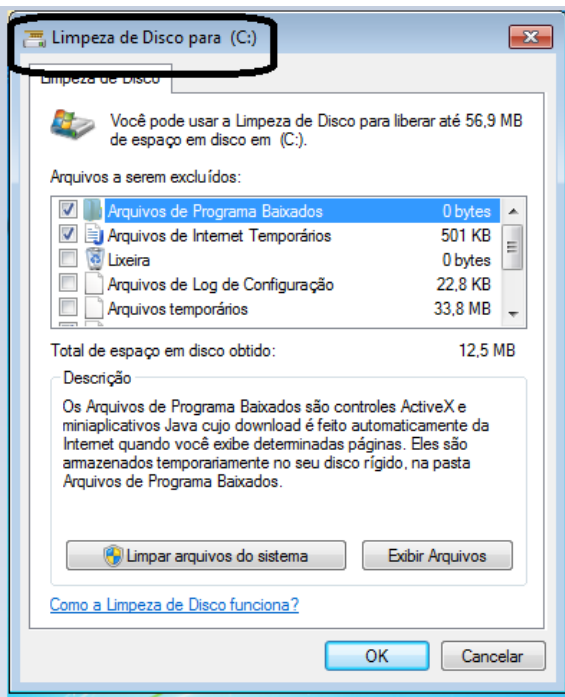 Limpeza de Disco para (C:)
Limpeza de Disco
Você pode usar a Limpeza de Disco para liberar até 56,9 MB
de espaço em disco em (C:).
Arquivos a serem excluídos:
Arquivos de Programa Baixados 0 bytes
Arquivos de Internet Temporários 501 KB
Lixeira 0 bytes
Arquivos de Log de Configuração 22,8 KB
Arquivos temporários 33,8 MB
Total de espaço em disco obtido: 12,5 MB
Descrição
Os Arquivos de Programa Baixados são controles ActiveX e
miniaplicativos Java cujo download é feito automaticamente da
Internet quando você exibe determinadas páginas. Eles são
armazenados temporariamente no seu disco rígido, na pasta
Arquivos de Programa Baixados.
Limpar arquivos do sistema Exibir Arquivos
Como a Limpeza de Disco funciona?
OK Cancelar